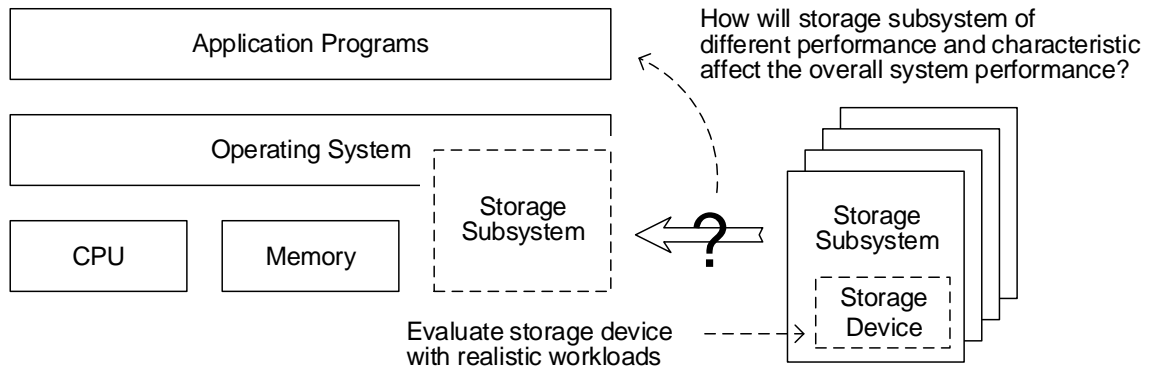 Application Programs
How will storage subsystem of
different performance and characteristic
affect the overall system performance?
Operating System
Storage
Subsystem
CPU
Memory
?
Storage
Subsystem
Storage
Device
Evaluate storage device
with realistic workloads